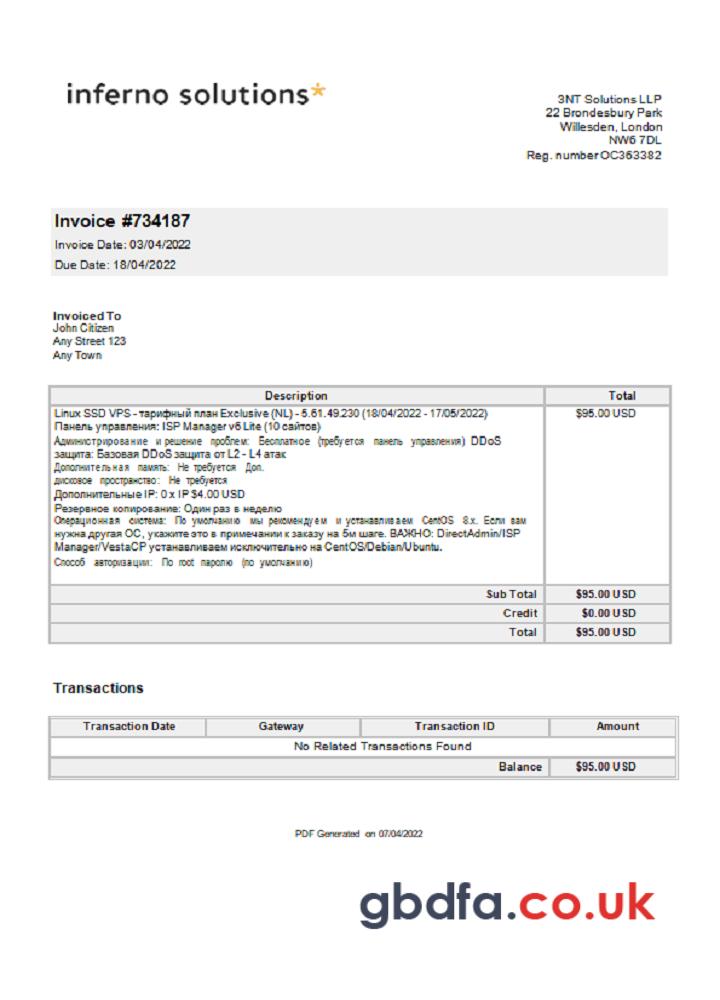 inferno solutions*
3NT Solutions LLP
22 Brondesbury Park
Willesden, London
NW6 7DL
Reg. number OC363382
Invoice #734187
Invoice Date: 03/04/2022
Due Date: 18/04/2022
Invoiced To
John Citizen
Any Street 123
Any Town
Description Total
Linux SSD VPS - тарифный план Exclusive (NL) - 5.61.49.230 (18/04/2022 - 17/05/2022) $95.00 USD
Панель управления: ISP Manager v6 Lite (10 сайтов)
Администрирование и решение проблем: Бесплатное (требуется панель управления) DDoS
защита: Базовая DDoS защита от L2 - L4 атак
Дополнительная память: Не требуется Доп.
дисковое пространство: Не требуется
Дополнительные IP: 0 x IP $4.00 USD
Резервное копирование: Один раз в неделю
Операционная система: По умолчанию мы рекомендуем и устанавливаем CentOS 8.x. Если вам
нужна другая ОС, укажите это в примечании к заказу на 5м шаге. ВАЖНО: DirectAdmin/ISP
Manager/VestaCP устанавливаем исключительно на CentOS/Debian/Ubuntu.
Способ авторизации: По root паролю (по умолчанию)
Sub Total $95.00 USD
Credit $0.00 USD
Total $95.00 USD
Transactions
Transaction Date Gateway Transaction ID Amount
No Related Transactions Found
Balance $95.00 USD
PDF Generated on 07/04/2022
gbdfa.co.uk